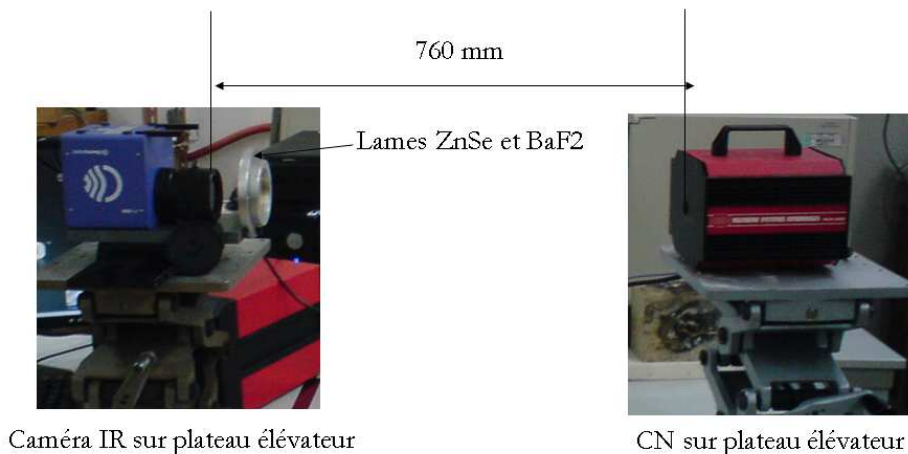 760 mm
Lames ZnSe et BaF2
Caméra IR sur plateau élévateur
CN sur plateau élévateur